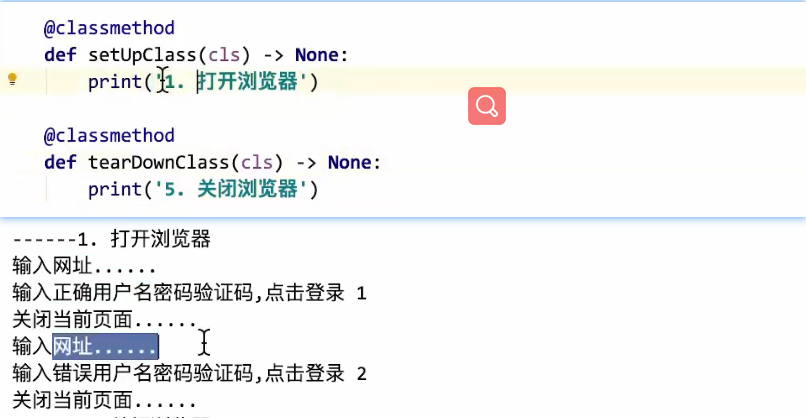 @classmethod
def setUpClass(cls) -> None:
print('1. 打开浏览器')
@classmethod
def tearDownClass(cls) -> None:
print('5. 关闭浏览器')
------1. 打开浏览器
输入网址......
输入正确用户名密码验证码,点击登录 1
关闭当前页面......
输入网址......
输入错误用户名密码验证码,点击登录 2
关闭当前页面......